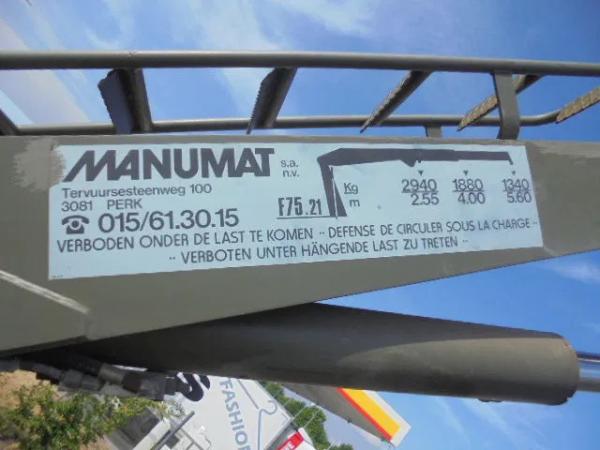 MANUMAT s.a. n.v.
Tervuursesteenweg 100
3081 PERK
☎ 015/61.30.15
F75.21
Kg 2940 1880 1340
m 2.55 4.00 5.60
VERBODEN ONDER DE LAST TE KOMEN -- DEFENSE DE CIRCULER SOUS LA CHARGE --
-- VERBOTEN UNTER HÄNGENDE LAST ZU TRETEN --
FASHION